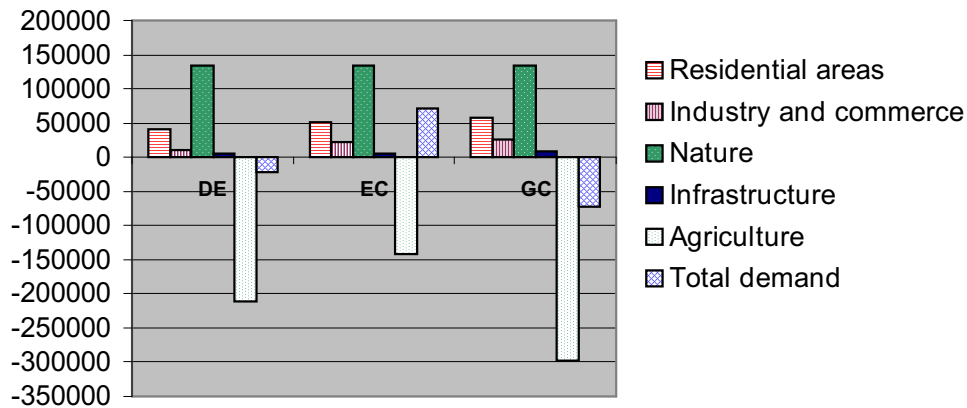 200000
150000
100000
50000
0
-50000
-100000
-150000
-200000
-250000
-300000
-350000
DE EC GC
Residential areas
Industry and commerce
Nature
Infrastructure
Agriculture
Total demand